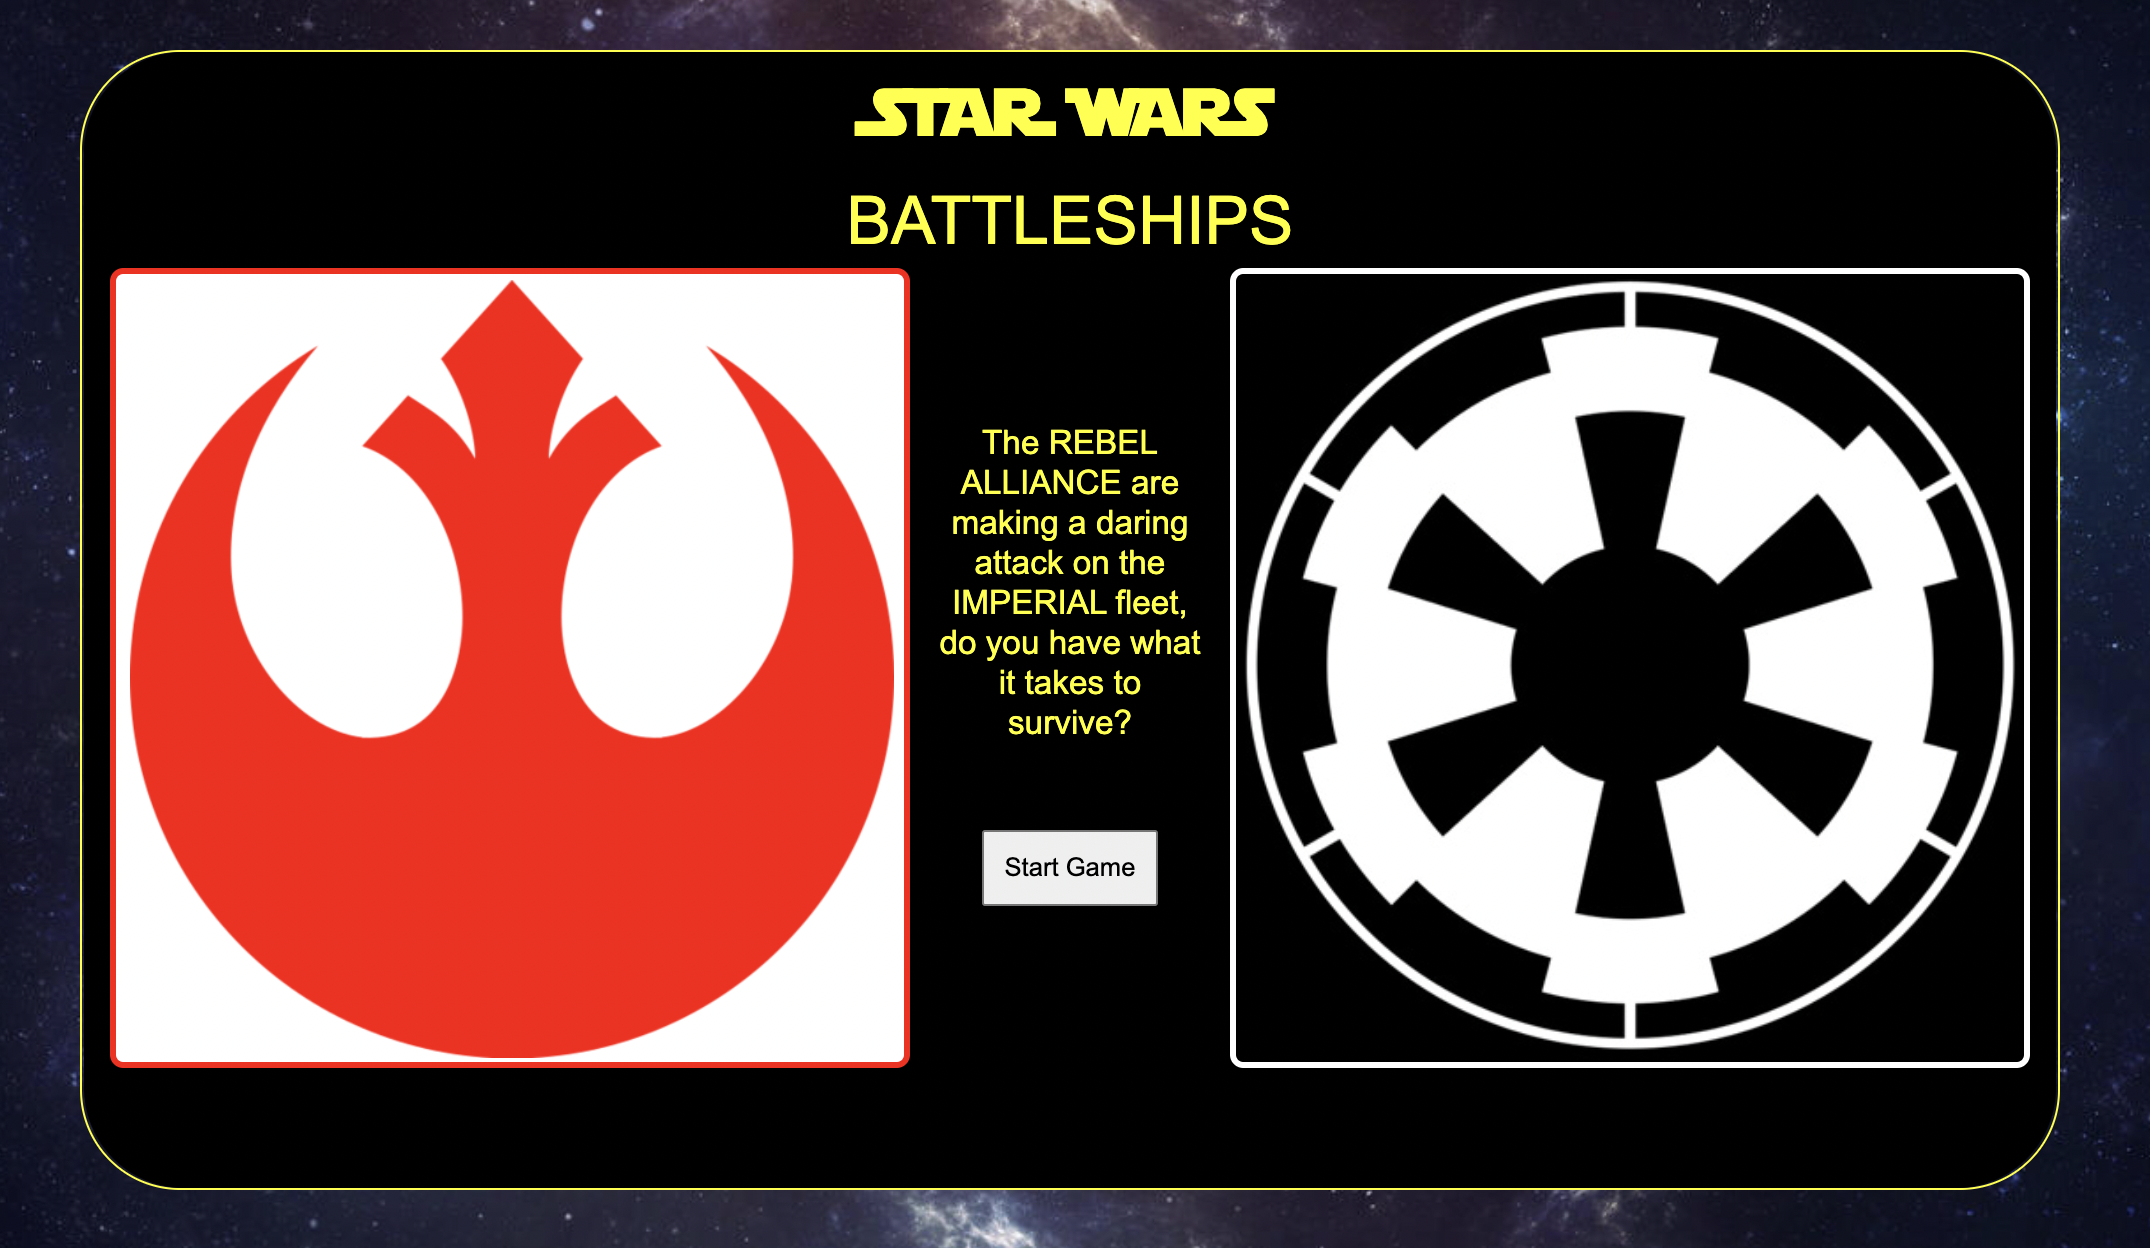 STAR WARS
BATTLESHIPS
The REBEL
ALLIANCE are
making a daring
attack on the
IMPERIAL fleet,
do you have what
it takes to
survive?
Start Game